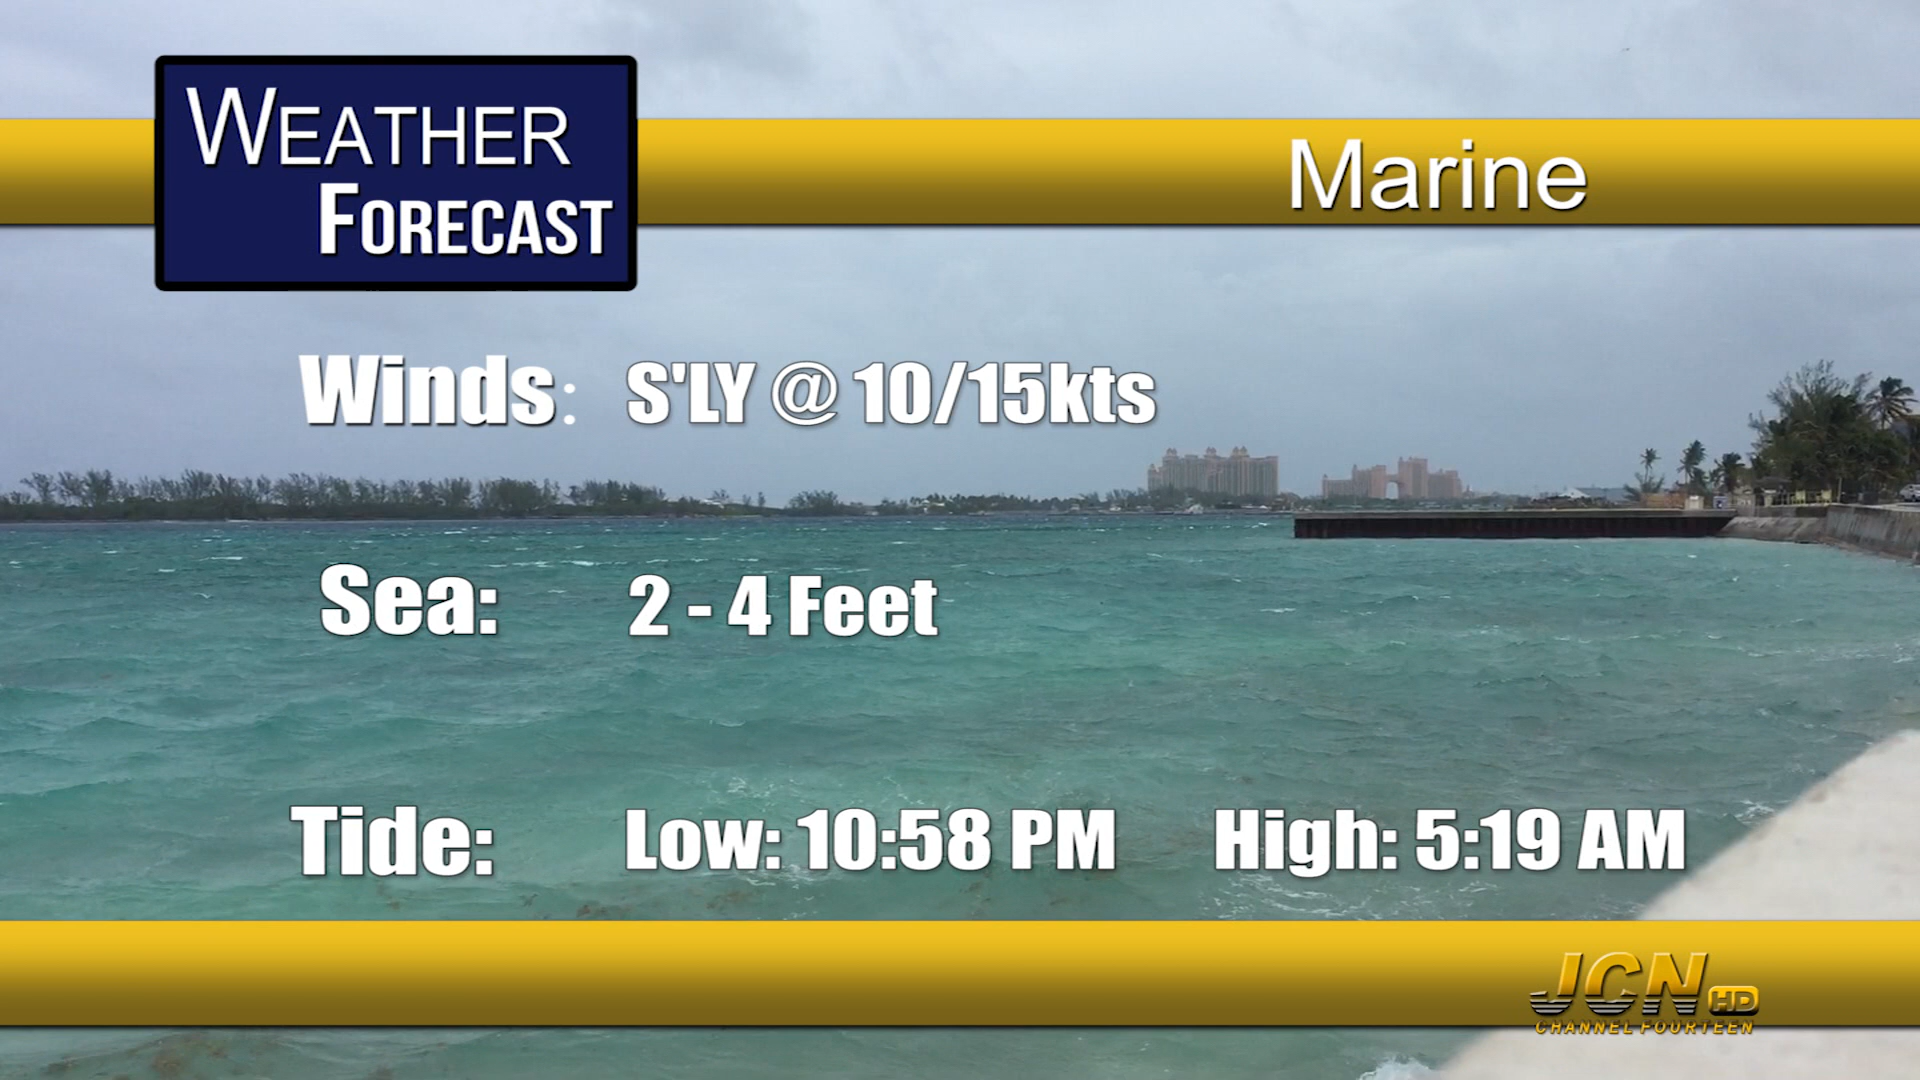 WEATHER
FORECAST
Marine
Winds: S'LY @ 10/15kts
Sea: 2 - 4 Feet
Tide: Low: 10:58 PM High: 5:19 AM
JCN HD
CHANNEL FOURTEEN